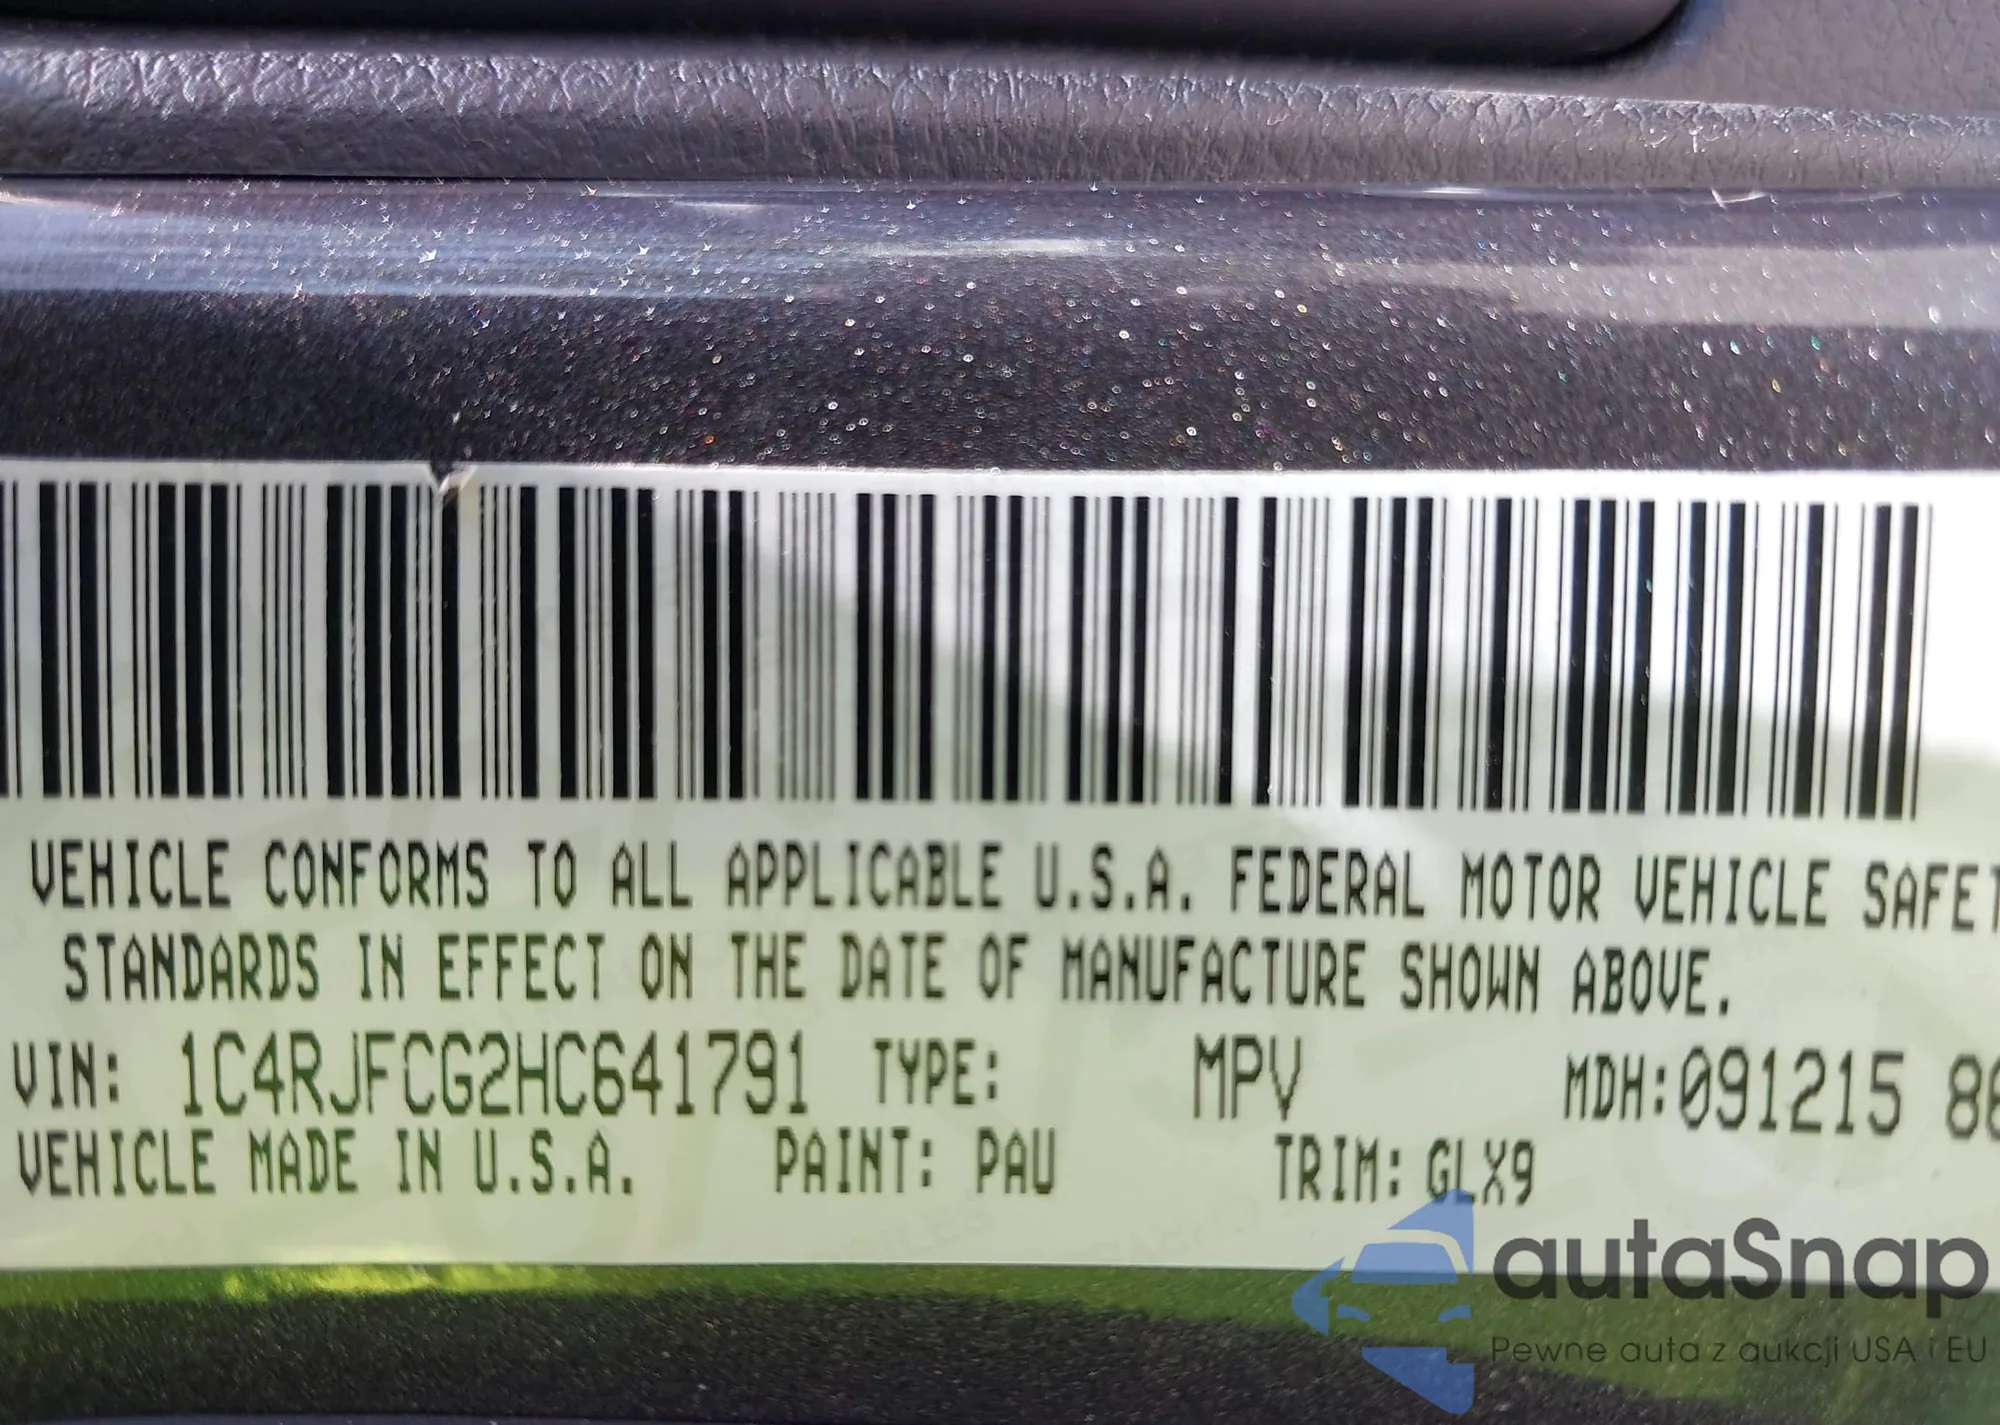 VEHICLE CONFORMS TO ALL APPLICABLE U.S.A. FEDERAL MOTOR VEHICLE SAFET
STANDARDS IN EFFECT ON THE DATE OF MANUFACTURE SHOWN ABOVE.
VIN: 1C4RJFCG2HC641791 TYPE: MPV MDH:091215 86
VEHICLE MADE IN U.S.A. PAINT: PAU TRIM: GLX9
autaSnap
Pewne auta z aukcji USA i EU